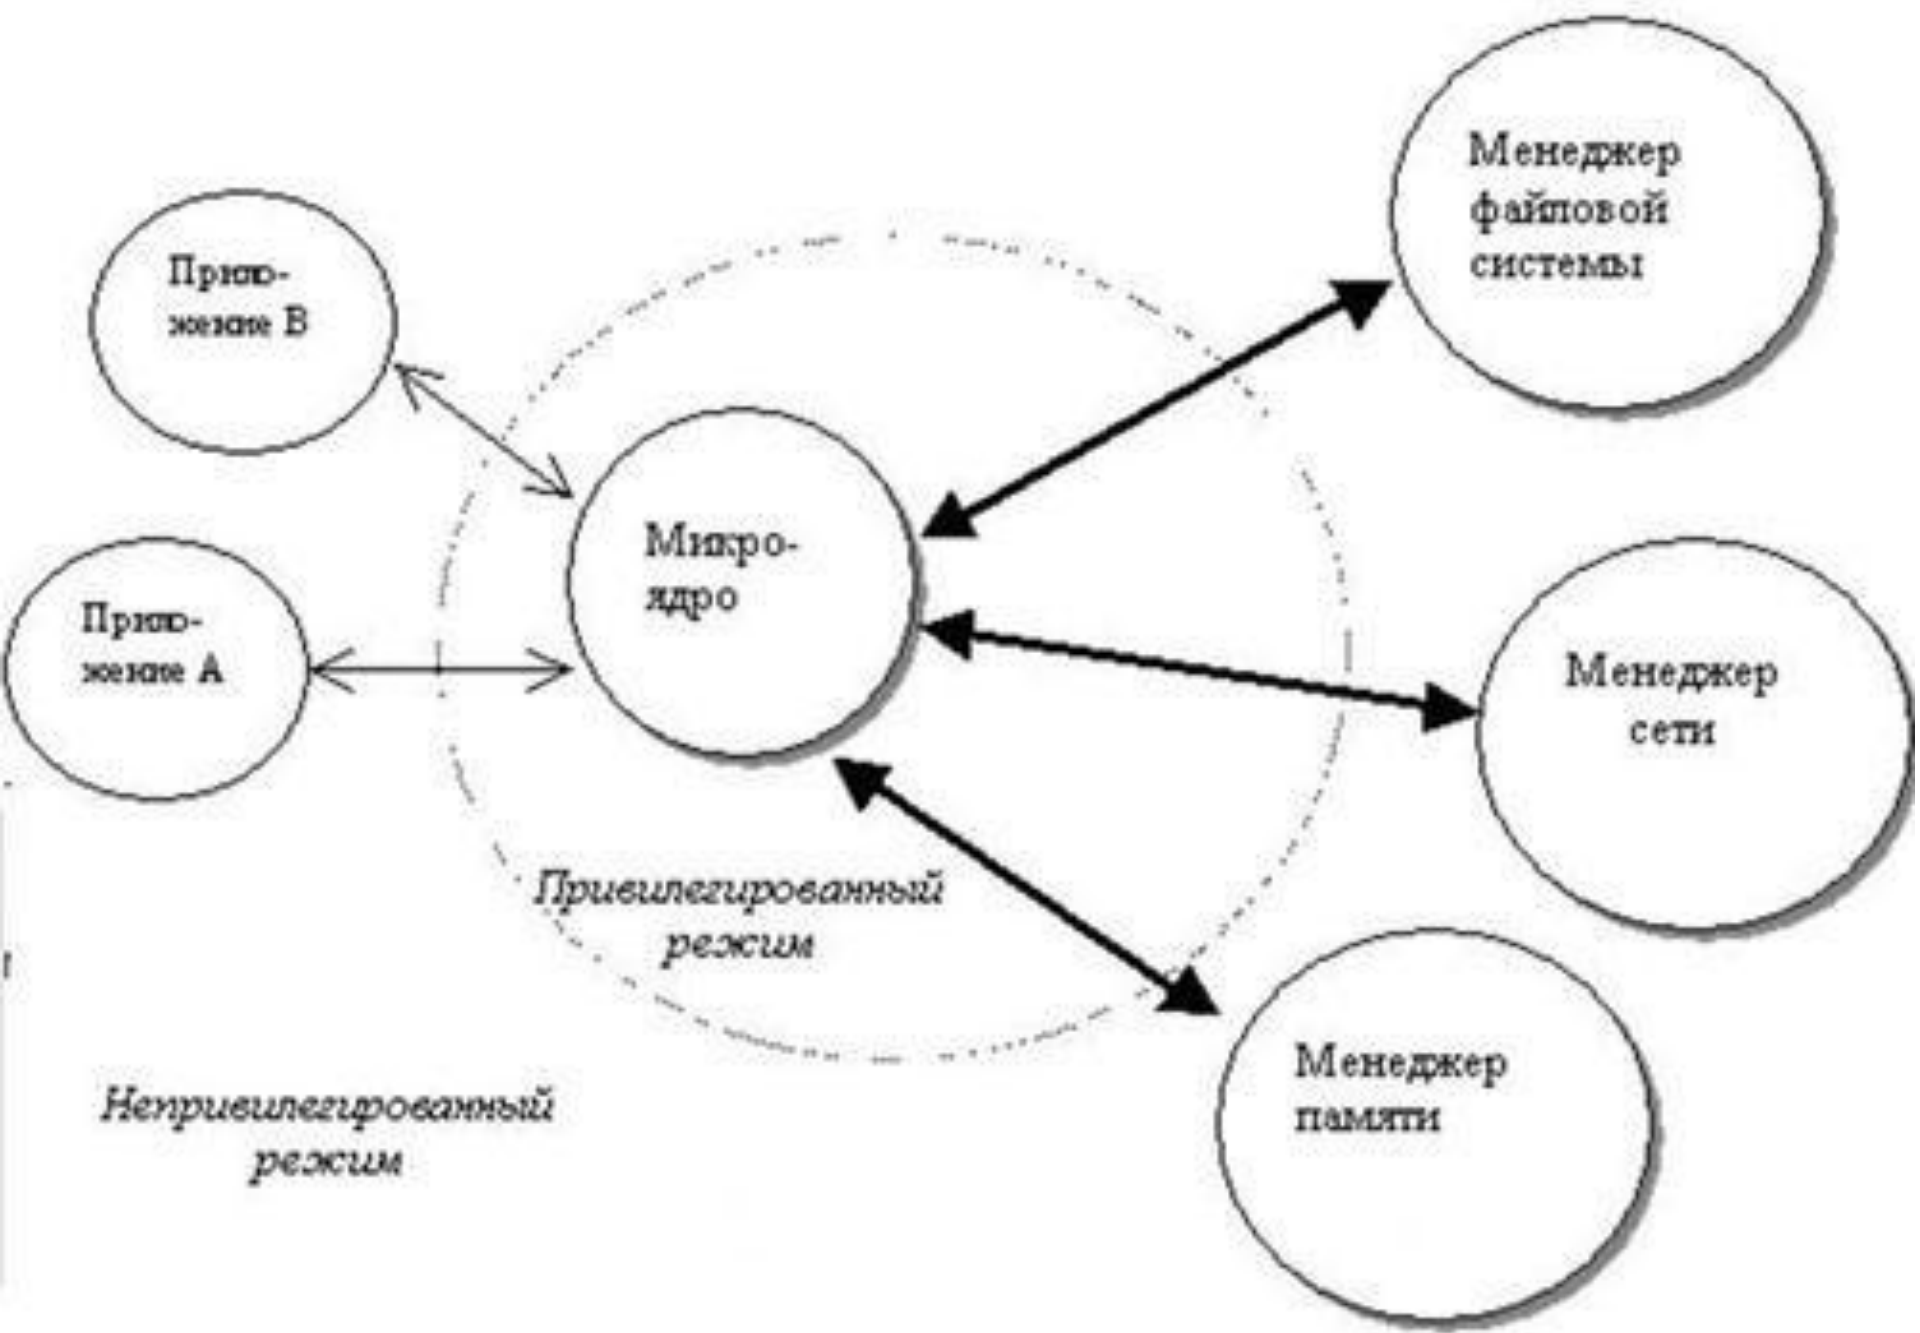 Менеджер
файловой
системы
Прило-
жение В
Микро-
ядро
Прило-
жение А
Менеджер
сети
Привилегированный
режим
Менеджер
памяти
Непривилегированный
режим